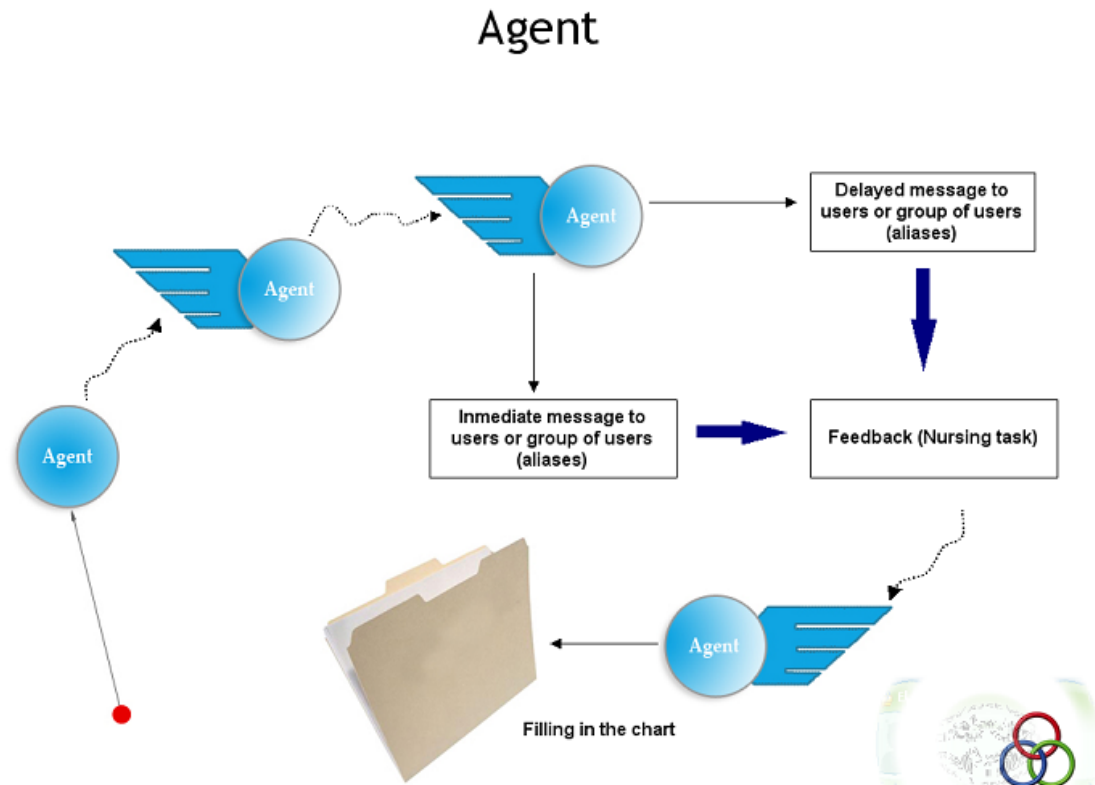 Agent
Agent
Delayed message to
users or group of users
(aliases)
Agent
Agent
Inmediate message to
users or group of users
(aliases)
Feedback (Nursing task)
Agent
Filling in the chart